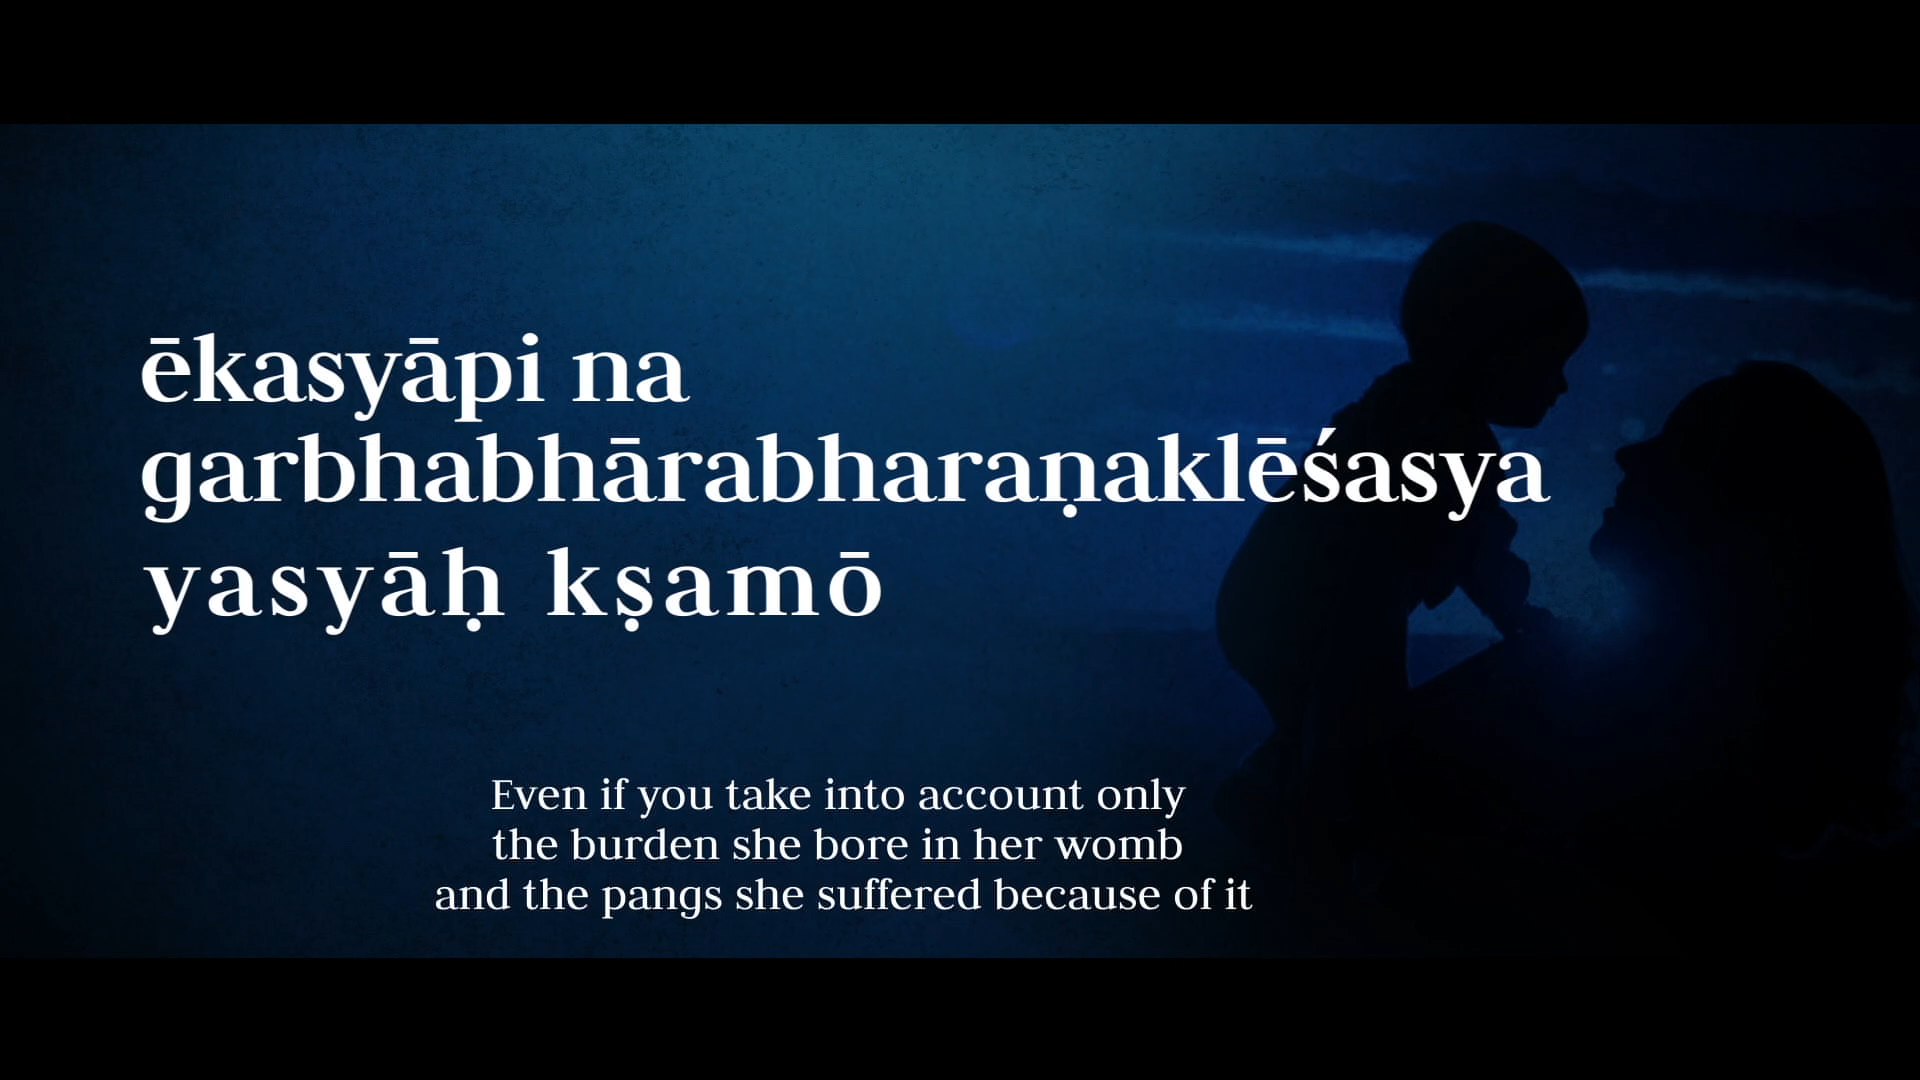 ēkasyāpi na
garbhabhārabharaṇaklēśasya
yasyāḥ kṣamō
Even if you take into account only
the burden she bore in her womb
and the pangs she suffered because of it